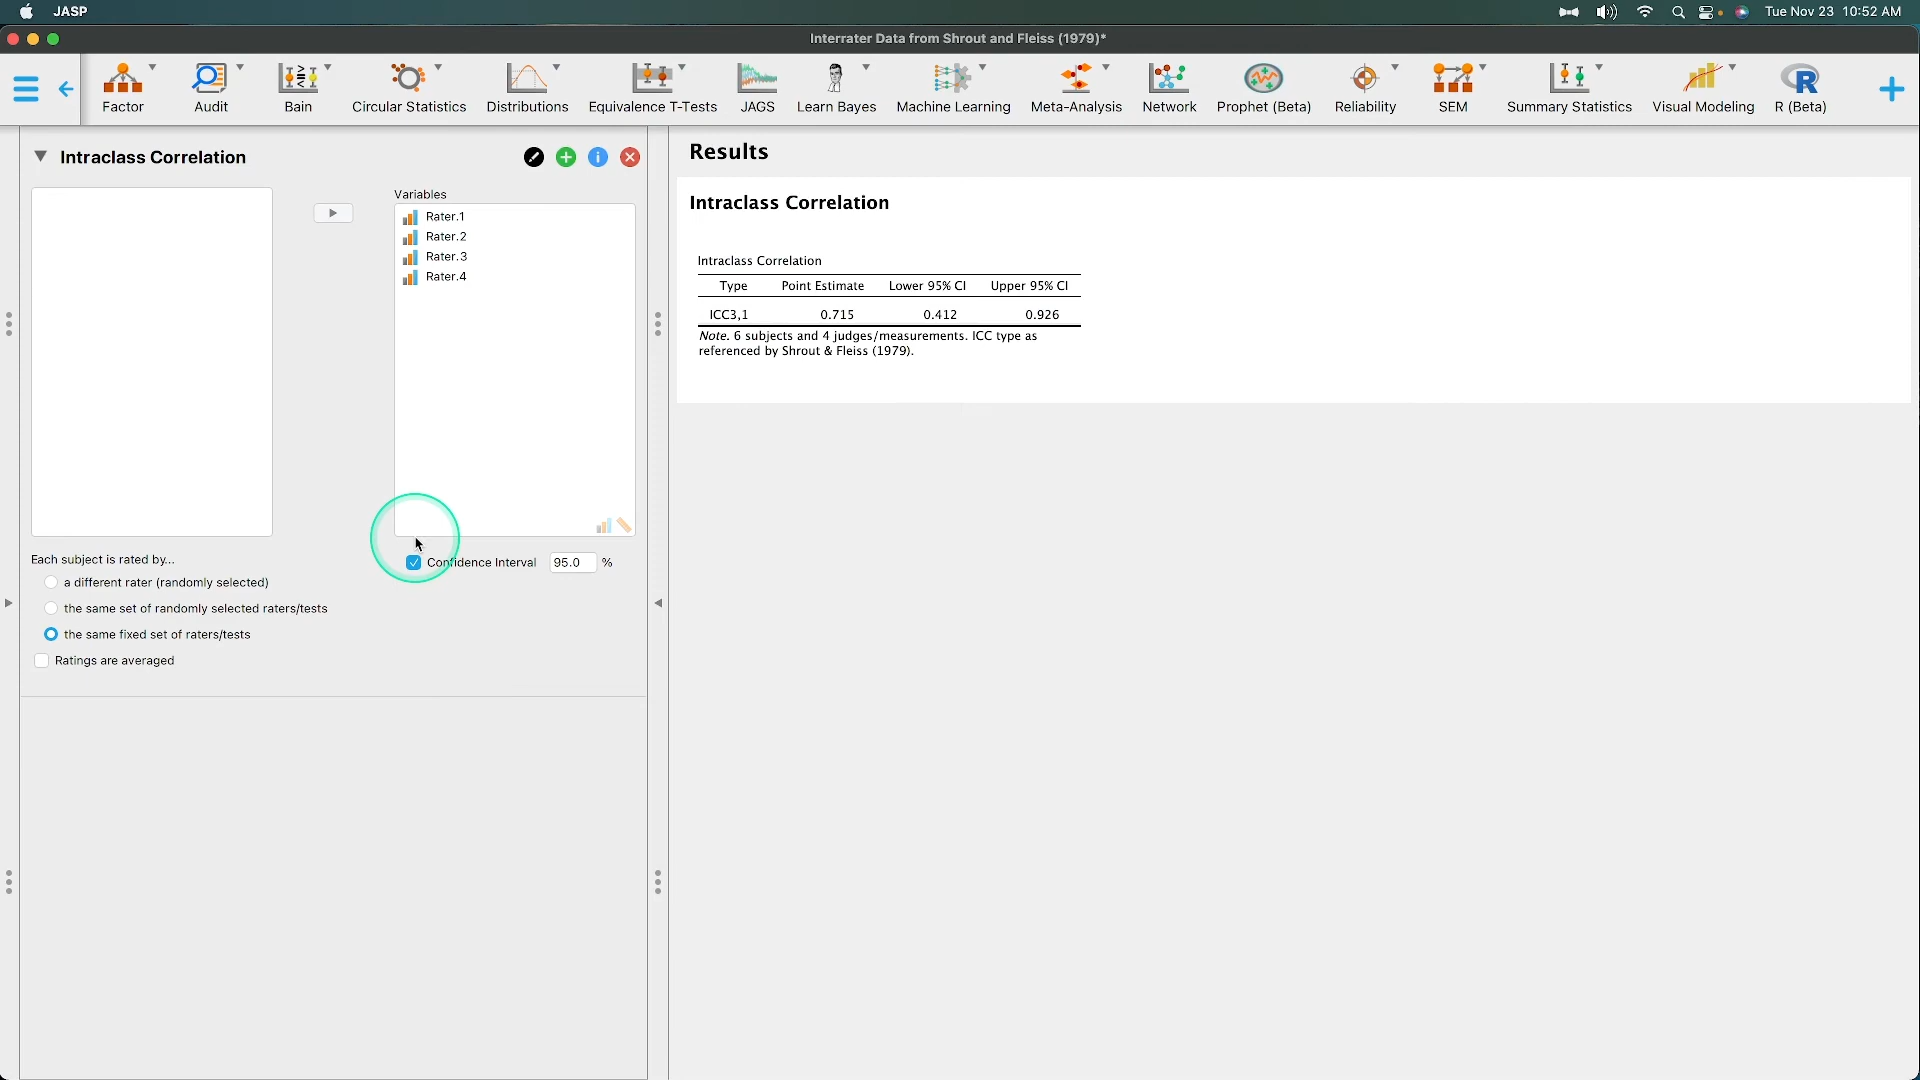 JASP
Tue Nov 23 10:52 AM
Interrater Data from Shrout and Fleiss (1979)*
Factor
Audit
Bain
Circular Statistics
Distributions
Equivalence T-Tests
JAGS
Learn Bayes
Machine Learning
Meta-Analysis
Network
Prophet (Beta)
Reliability
SEM
Summary Statistics
Visual Modeling
R (Beta)
Intraclass Correlation
Variables
Rater.1
Rater.2
Rater.3
Rater.4
Each subject is rated by...
a different rater (randomly selected)
the same set of randomly selected raters/tests
the same fixed set of raters/tests
Ratings are averaged
Confidence Interval 95.0 %
Results
Intraclass Correlation
Intraclass Correlation
Type Point Estimate Lower 95% CI Upper 95% CI
ICC3,1 0.715 0.412 0.926
Note. 6 subjects and 4 judges/measurements. ICC type as
referenced by Shrout & Fleiss (1979).